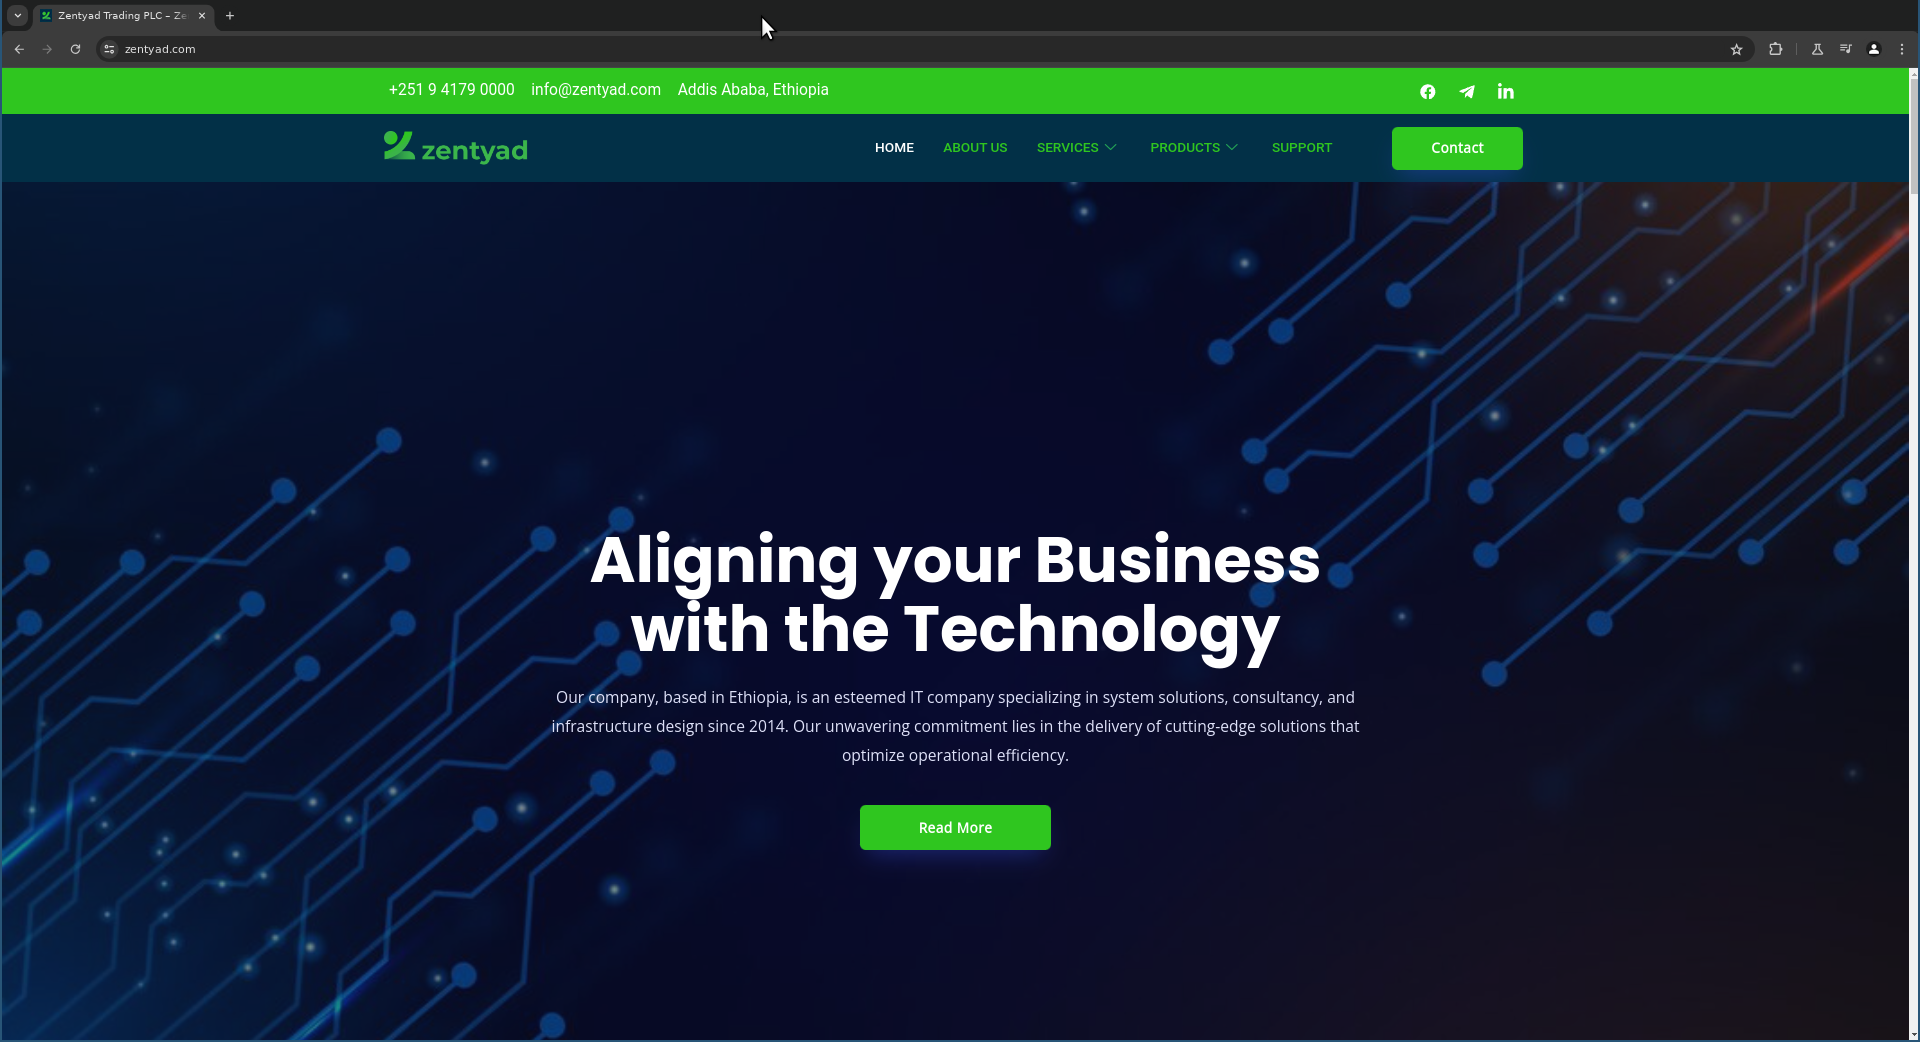 Zentyad Trading PLC – Ze
zentyad.com
+251 9 4179 0000 info@zentyad.com Addis Ababa, Ethiopia
zentyad HOME ABOUT US SERVICES PRODUCTS SUPPORT Contact
Aligning your Business
with the Technology
Our company, based in Ethiopia, is an esteemed IT company specializing in system solutions, consultancy, and
infrastructure design since 2014. Our unwavering commitment lies in the delivery of cutting-edge solutions that
optimize operational efficiency.
Read More